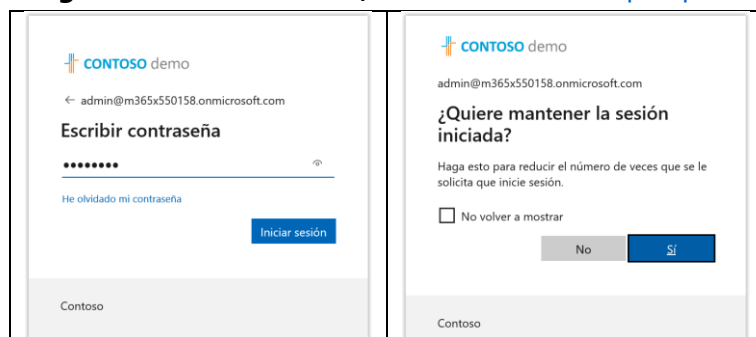 CONTOSO demo
← admin@m365x550158.onmicrosoft.com
Escribir contraseña
••••••••
He olvidado mi contraseña
Iniciar sesión
Contoso
CONTOSO demo
admin@m365x550158.onmicrosoft.com
¿Quiere mantener la sesión
iniciada?
Haga esto para reducir el número de veces que se le
solicita que inicie sesión.
No volver a mostrar
No
Sí
Contoso